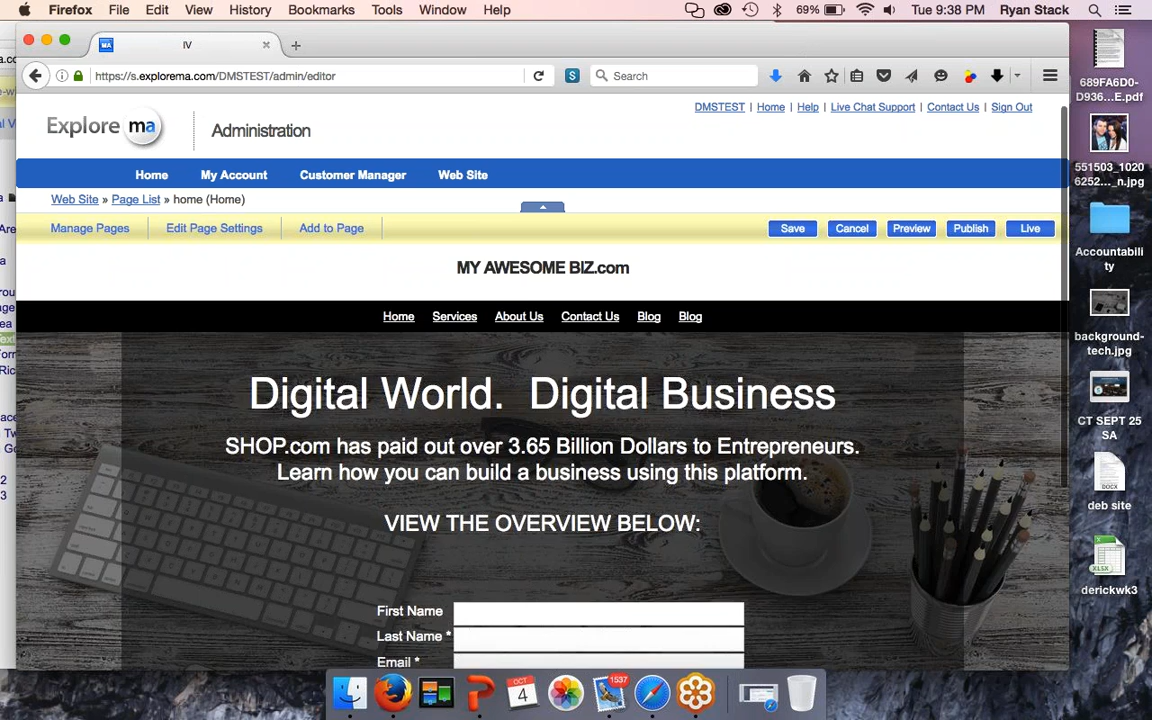 Firefox File Edit View History Bookmarks Tools Window Help 69% Tue 9:38 PM Ryan Stack
IV
https://s.explorema.com/DMSTEST/admin/editor
Search
DMSTEST | Home | Help | Live Chat Support | Contact Us | Sign Out
Explore ma Administration
Home My Account Customer Manager Web Site
Web Site » Page List » home (Home)
Manage Pages Edit Page Settings Add to Page Save Cancel Preview Publish Live
MY AWESOME BIZ.com
Home Services About Us Contact Us Blog Blog
Digital World. Digital Business
SHOP.com has paid out over 3.65 Billion Dollars to Entrepreneurs.
Learn how you can build a business using this platform.
VIEW THE OVERVIEW BELOW:
First Name
Last Name *
Email *
689FA6D0-
D936...E.pdf
551503_1020
6252..._n.jpg
Accountabili
ty
background-
tech.jpg
CT SEPT 25
SA
deb site
derickwk3
OCT
4
1537